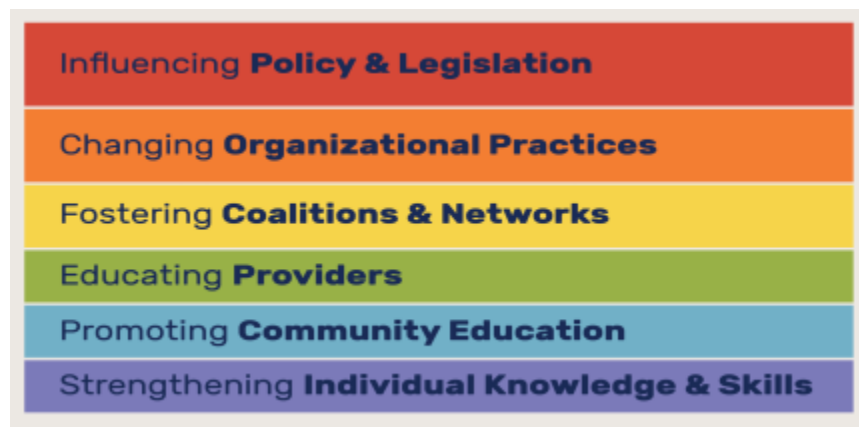 Influencing Policy & Legislation
Changing Organizational Practices
Fostering Coalitions & Networks
Educating Providers
Promoting Community Education
Strengthening Individual Knowledge & Skills